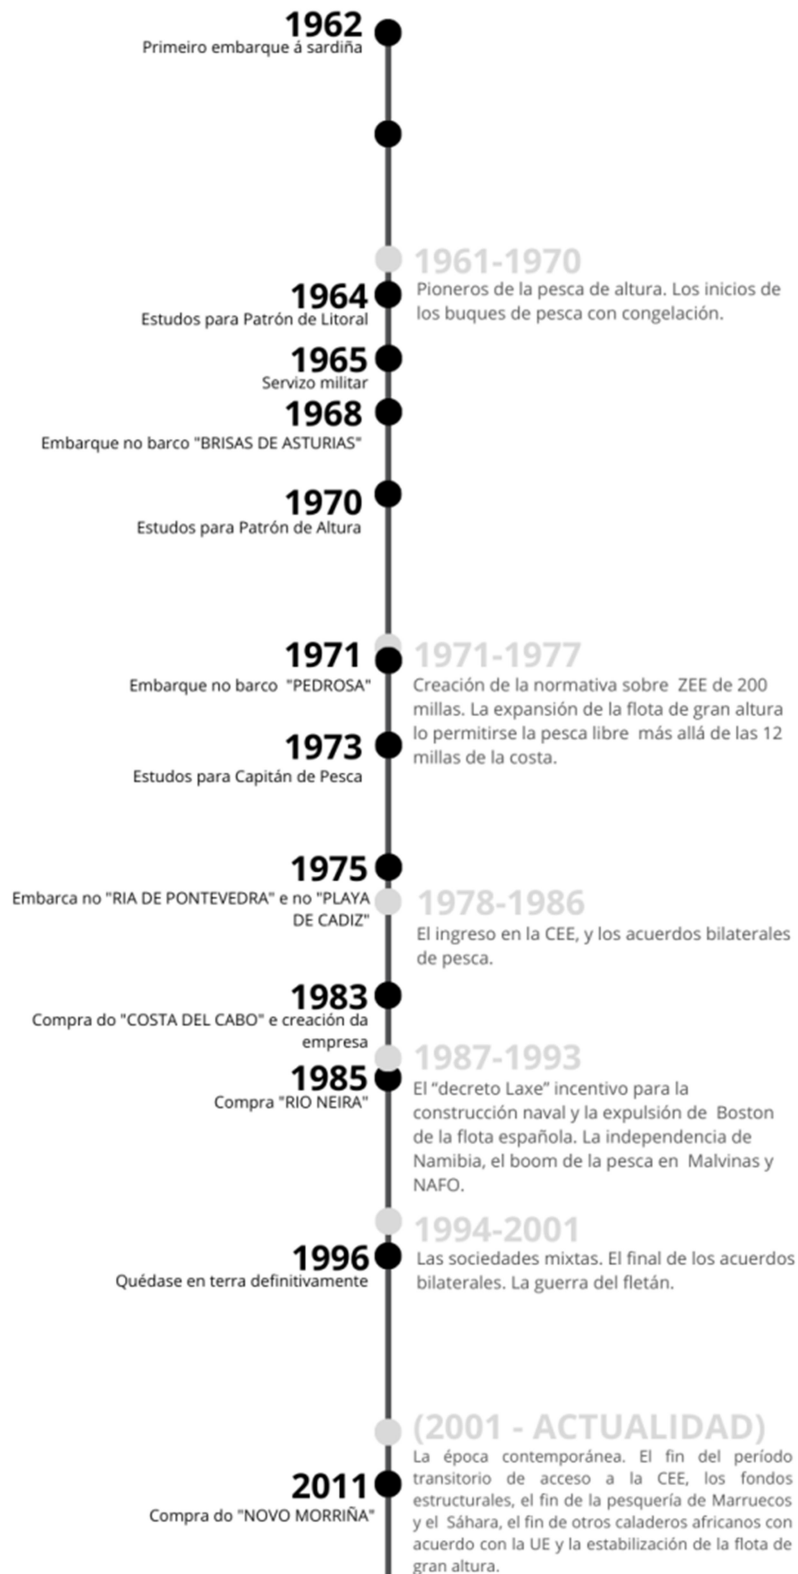 1962
Primeiro embarque á sardiña
1961-1970
Pioneros de la pesca de altura. Los inicios de
los buques de pesca con congelación.
1964
Estudos para Patrón de Litoral
1965
Servizo militar
1968
Embarque no barco "BRISAS DE ASTURIAS"
1970
Estudos para Patrón de Altura
1971
Embarque no barco "PEDROSA"
1971-1977
Creación de la normativa sobre ZEE de 200
millas. La expansión de la flota de gran altura
lo permitirse la pesca libre más allá de las 12
millas de la costa.
1973
Estudos para Capitán de Pesca
1975
Embarca no "RIA DE PONTEVEDRA" e no "PLAYA
DE CADIZ"
1978-1986
El ingreso en la CEE, y los acuerdos bilaterales
de pesca.
1983
Compra do "COSTA DEL CABO" e creación da
empresa
1987-1993
El “decreto Laxe” incentivo para la
construcción naval y la expulsión de Boston
de la flota española. La independencia de
Namibia, el boom de la pesca en Malvinas y
NAFO.
1985
Compra "RIO NEIRA"
1994-2001
Las sociedades mixtas. El final de los acuerdos
bilaterales. La guerra del fletán.
1996
Quédase en terra definitivamente
(2001 - ACTUALIDAD)
La época contemporánea. El fin del período
transitorio de acceso a la CEE, los fondos
estructurales, el fin de la pesquería de Marruecos
y el Sáhara, el fin de otros caladeros africanos con
acuerdo con la UE y la estabilización de la flota de
gran altura.
2011
Compra do "NOVO MORRIÑA"